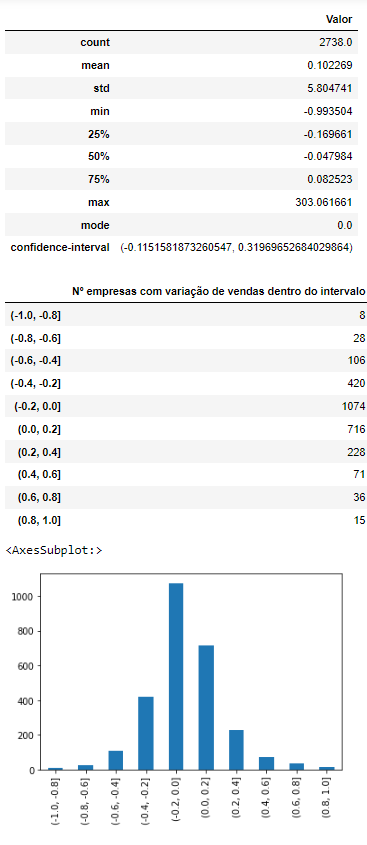 Valor
count 2738.0
mean 0.102269
std 5.804741
min -0.993504
25% -0.169661
50% -0.047984
75% 0.082523
max 303.061661
mode 0.0
confidence-interval (-0.1151581873260547, 0.31969652684029864)
Nº empresas com variação de vendas dentro do intervalo
(-1.0, -0.8] 8
(-0.8, -0.6] 28
(-0.6, -0.4] 106
(-0.4, -0.2] 420
(-0.2, 0.0] 1074
(0.0, 0.2] 716
(0.2, 0.4] 228
(0.4, 0.6] 71
(0.6, 0.8] 36
(0.8, 1.0] 15
<AxesSubplot:>
1000
800
600
400
200
0
(-1.0, -0.8]
(-0.8, -0.6]
(-0.6, -0.4]
(-0.4, -0.2]
(-0.2, 0.0]
(0.0, 0.2]
(0.2, 0.4]
(0.4, 0.6]
(0.6, 0.8]
(0.8, 1.0]